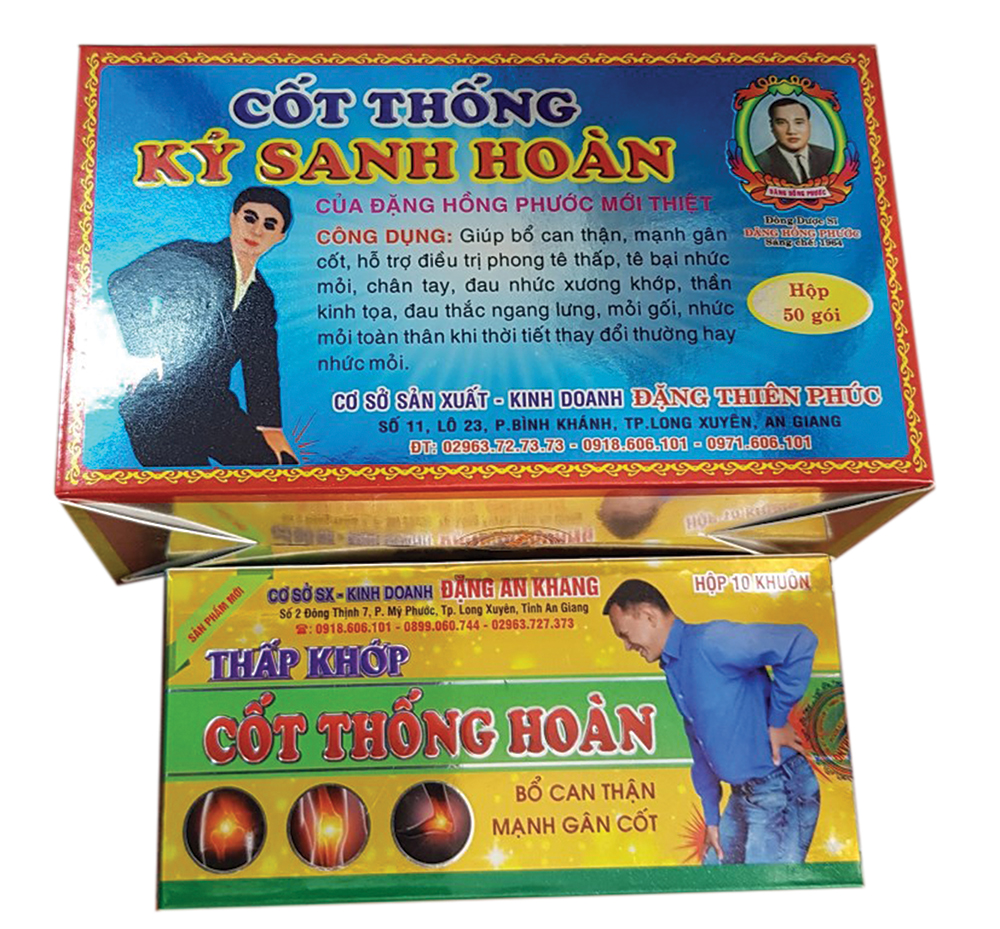 CỐT THỐNG
KỶ SANH HOÀN
CỦA ĐẶNG HỒNG PHƯỚC MỚI THIỆT
CÔNG DỤNG: Giúp bổ can thận, mạnh gân
cốt, hỗ trợ điều trị phong tê thấp, tê bại nhức
mỏi, chân tay, đau nhức xương khớp, thần
kinh tọa, đau thắc ngang lưng, mỏi gối, nhức
mỏi toàn thân khi thời tiết thay đổi thường hay
nhức mỏi.
ĐẶNG HỒNG PHƯỚC
Đông Dược Sĩ
ĐẶNG HỒNG PHƯỚC
Sáng chế: 1964
Hộp
50 gói
CƠ SỞ SẢN XUẤT - KINH DOANH ĐẶNG THIÊN PHÚC
SỐ 11, LÔ 23, P.BÌNH KHÁNH, TP.LONG XUYÊN, AN GIANG
ĐT: 02963.72.73.73 - 0918.606.101 - 0971.606.101
SẢN PHẨM MỚI
CƠ SỞ SX - KINH DOANH ĐẶNG AN KHANG
Số 2 Đông Thịnh 7, P. Mỹ Phước, Tp. Long Xuyên, Tỉnh An Giang
☎: 0918.606.101 - 0899.060.744 - 02963.727.373
HỘP 10 KHUÔN
THẤP KHỚP
CỐT THỐNG HOÀN
BỔ CAN THẬN
MẠNH GÂN CỐT